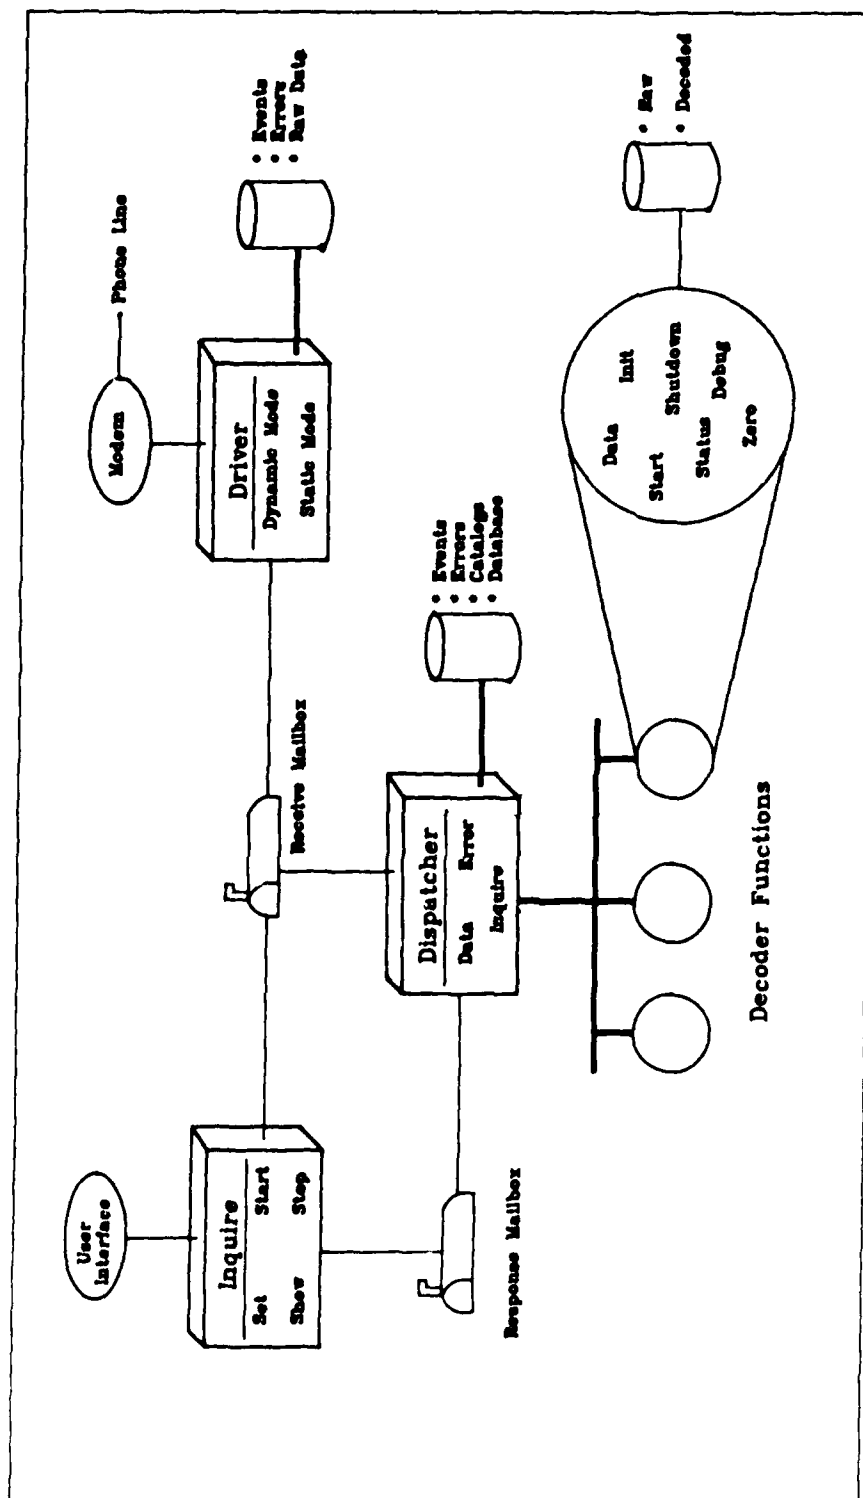 User
Interface
Inquire
Set Start
Show Stop
Response Mailbox
Receive Mailbox
Modem
Phone Line
Driver
Dynamic Mode
Static Mode
• Events
• Errors
• Raw Data
Dispatcher
Data Error
Inquire
• Events
• Errors
• Catalogs
• Database
Decoder Functions
Data Init
Start Shutdown
Status Debug
Zero
• Raw
• Decoded